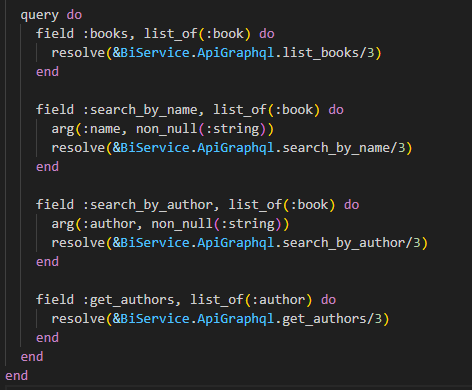 query do
field :books, list_of(:book) do
resolve(&BiService.ApiGraphql.list_books/3)
end
field :search_by_name, list_of(:book) do
arg(:name, non_null(:string))
resolve(&BiService.ApiGraphql.search_by_name/3)
end
field :search_by_author, list_of(:book) do
arg(:author, non_null(:string))
resolve(&BiService.ApiGraphql.search_by_author/3)
end
field :get_authors, list_of(:author) do
resolve(&BiService.ApiGraphql.get_authors/3)
end
end
end